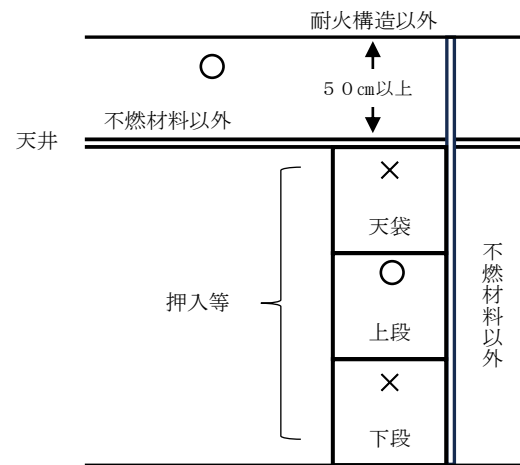 耐火構造以外
○
50㎝以上
不燃材料以外
天井
×
天袋
○
上段
押入等
×
下段
不燃材料以外